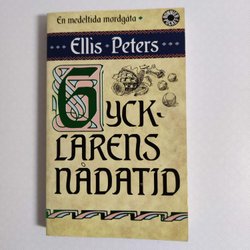 En medeltida mordgåta
Ellis Peters
GYCK-
LARENS
NÅDATID